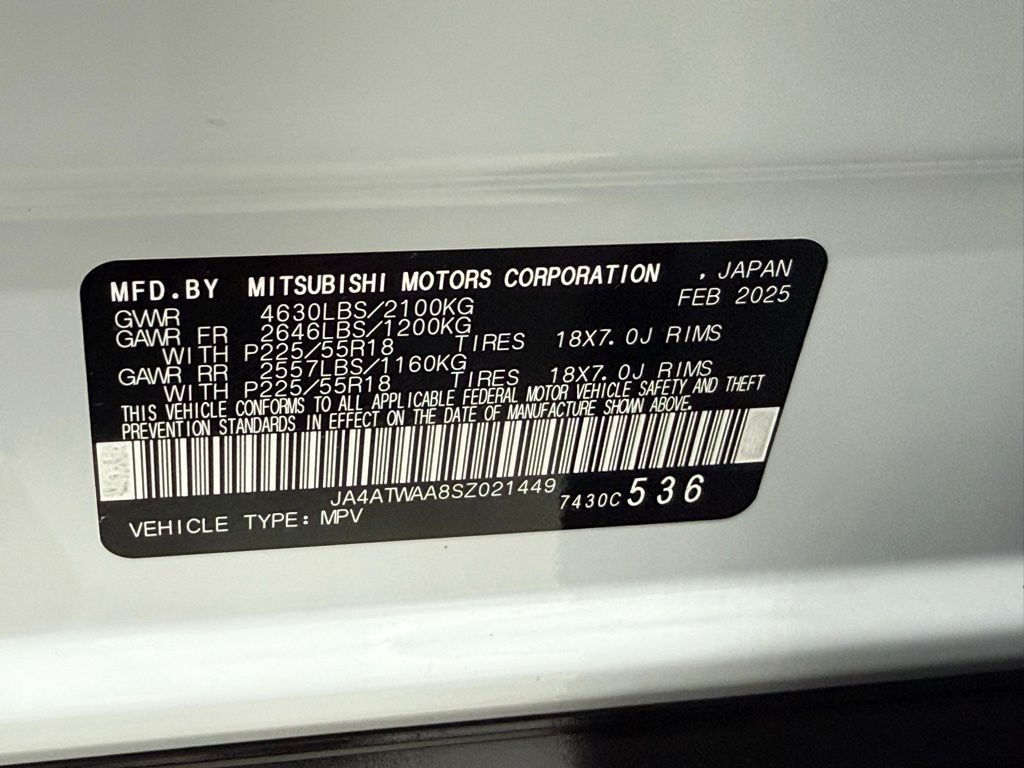 MFD.BY MITSUBISHI MOTORS CORPORATION , JAPAN
FEB 2025
GVWR 4630LBS/2100KG
GAWR FR 2646LBS/1200KG
WITH P225/55R18 TIRES 18X7.0J RIMS
GAWR RR 2557LBS/1160KG
WITH P225/55R18 TIRES 18X7.0J RIMS
THIS VEHICLE CONFORMS TO ALL APPLICABLE FEDERAL MOTOR VEHICLE SAFETY AND THEFT
PREVENTION STANDARDS IN EFFECT ON THE DATE OF MANUFACTURE SHOWN ABOVE.
JA4ATWAA8SZ021449
7430C 536
VEHICLE TYPE: MPV